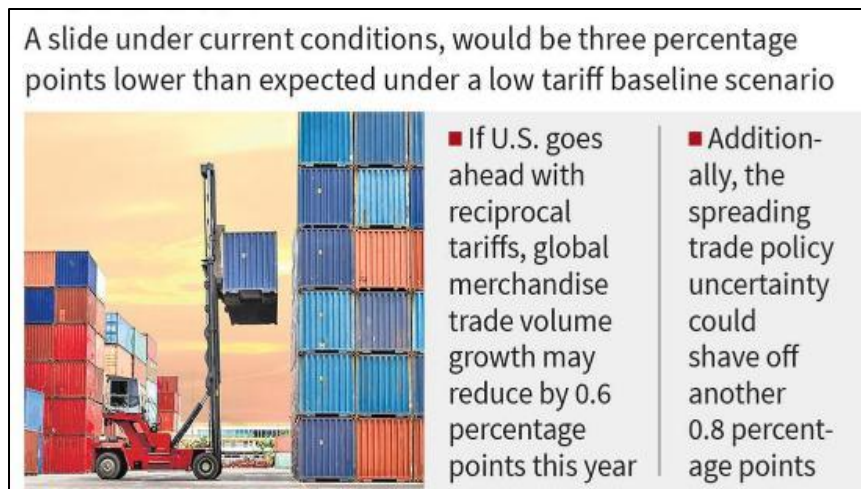 A slide under current conditions, would be three percentage
points lower than expected under a low tariff baseline scenario
If U.S. goes
ahead with
reciprocal
tariffs, global
merchandise
trade volume
growth may
reduce by 0.6
percentage
points this year
Addition-
ally, the
spreading
trade policy
uncertainty
could
shave off
another
0.8 percent-
age points